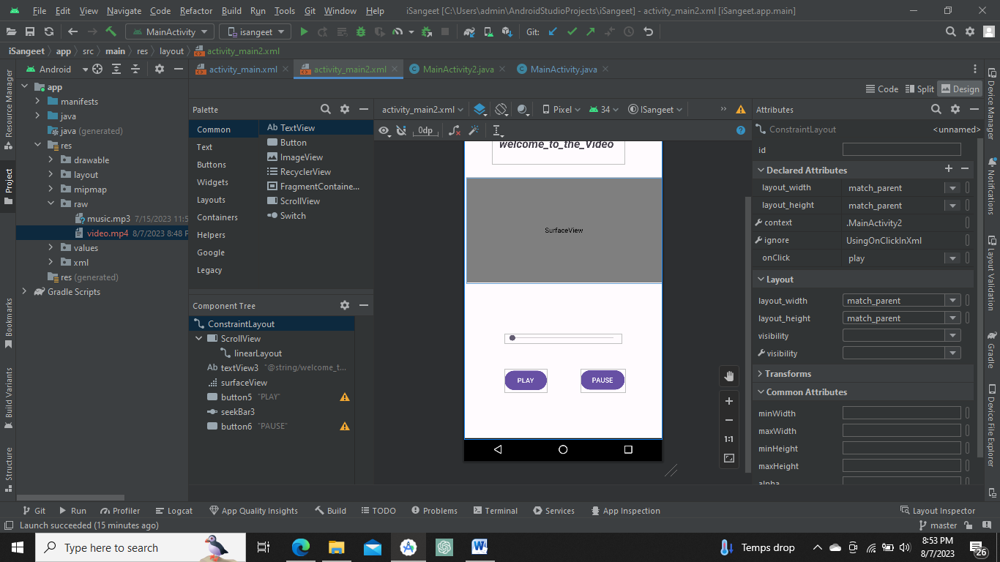 File Edit View Navigate Code Refactor Build Run Tools Git Window Help iSangeet [C:\Users\admin\AndroidStudioProjects\iSangeet] - activity_main2.xml [iSangeet.app.main]
MainActivity isangeet Git:
iSangeet app src main res layout activity_main2.xml
Android activity_main.xml activity_main2.xml MainActivity2.java MainActivity.java
Code Split Design
Resource Manager
Project
Bookmarks
Build Variants
Structure
app
manifests
java
java (generated)
res
drawable
layout
mipmap
raw
music.mp3 7/15/2023 11:5
video.mp4 8/7/2023 8:48 P
values
xml
res (generated)
Gradle Scripts
Palette
Common
Text
Buttons
Widgets
Layouts
Containers
Helpers
Google
Legacy
Ab TextView
Button
ImageView
RecyclerView
FragmentContaine...
ScrollView
Switch
Component Tree
ConstraintLayout
ScrollView
linearLayout
Ab textView3 "@string/welcome_t...
surfaceView
button5 "PLAY"
seekBar3
button6 "PAUSE"
activity_main2.xml Pixel 34 ISangeet
0dp
welcome_to_the_Video
SurfaceView
PLAY PAUSE
1:1
Attributes
ConstraintLayout <unnamed>
id
Declared Attributes
layout_width match_parent
layout_height match_parent
context .MainActivity2
ignore UsingOnClickInXml
onClick play
Layout
layout_width match_parent
layout_height match_parent
visibility
visibility
Transforms
Common Attributes
minWidth
maxWidth
minHeight
maxHeight
alpha
Device Manager
Notifications
Layout Validation
Gradle
Device File Explorer
Git Run Profiler Logcat App Quality Insights Build TODO Problems Terminal Services App Inspection Layout Inspector
Launch succeeded (15 minutes ago) master
Type here to search Temps drop 8:53 PM
8/7/2023 26